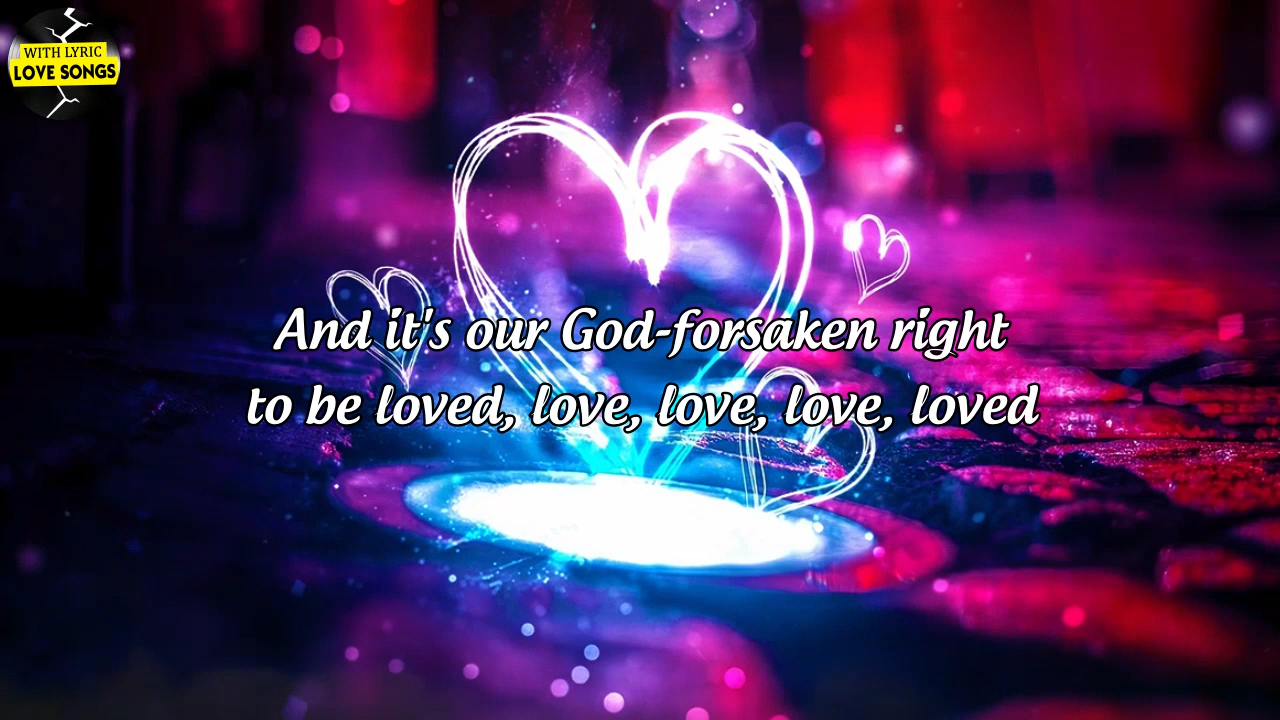 WITH LYRIC
LOVE SONGS
And it's our God-forsaken right
to be loved, love, love, love, loved